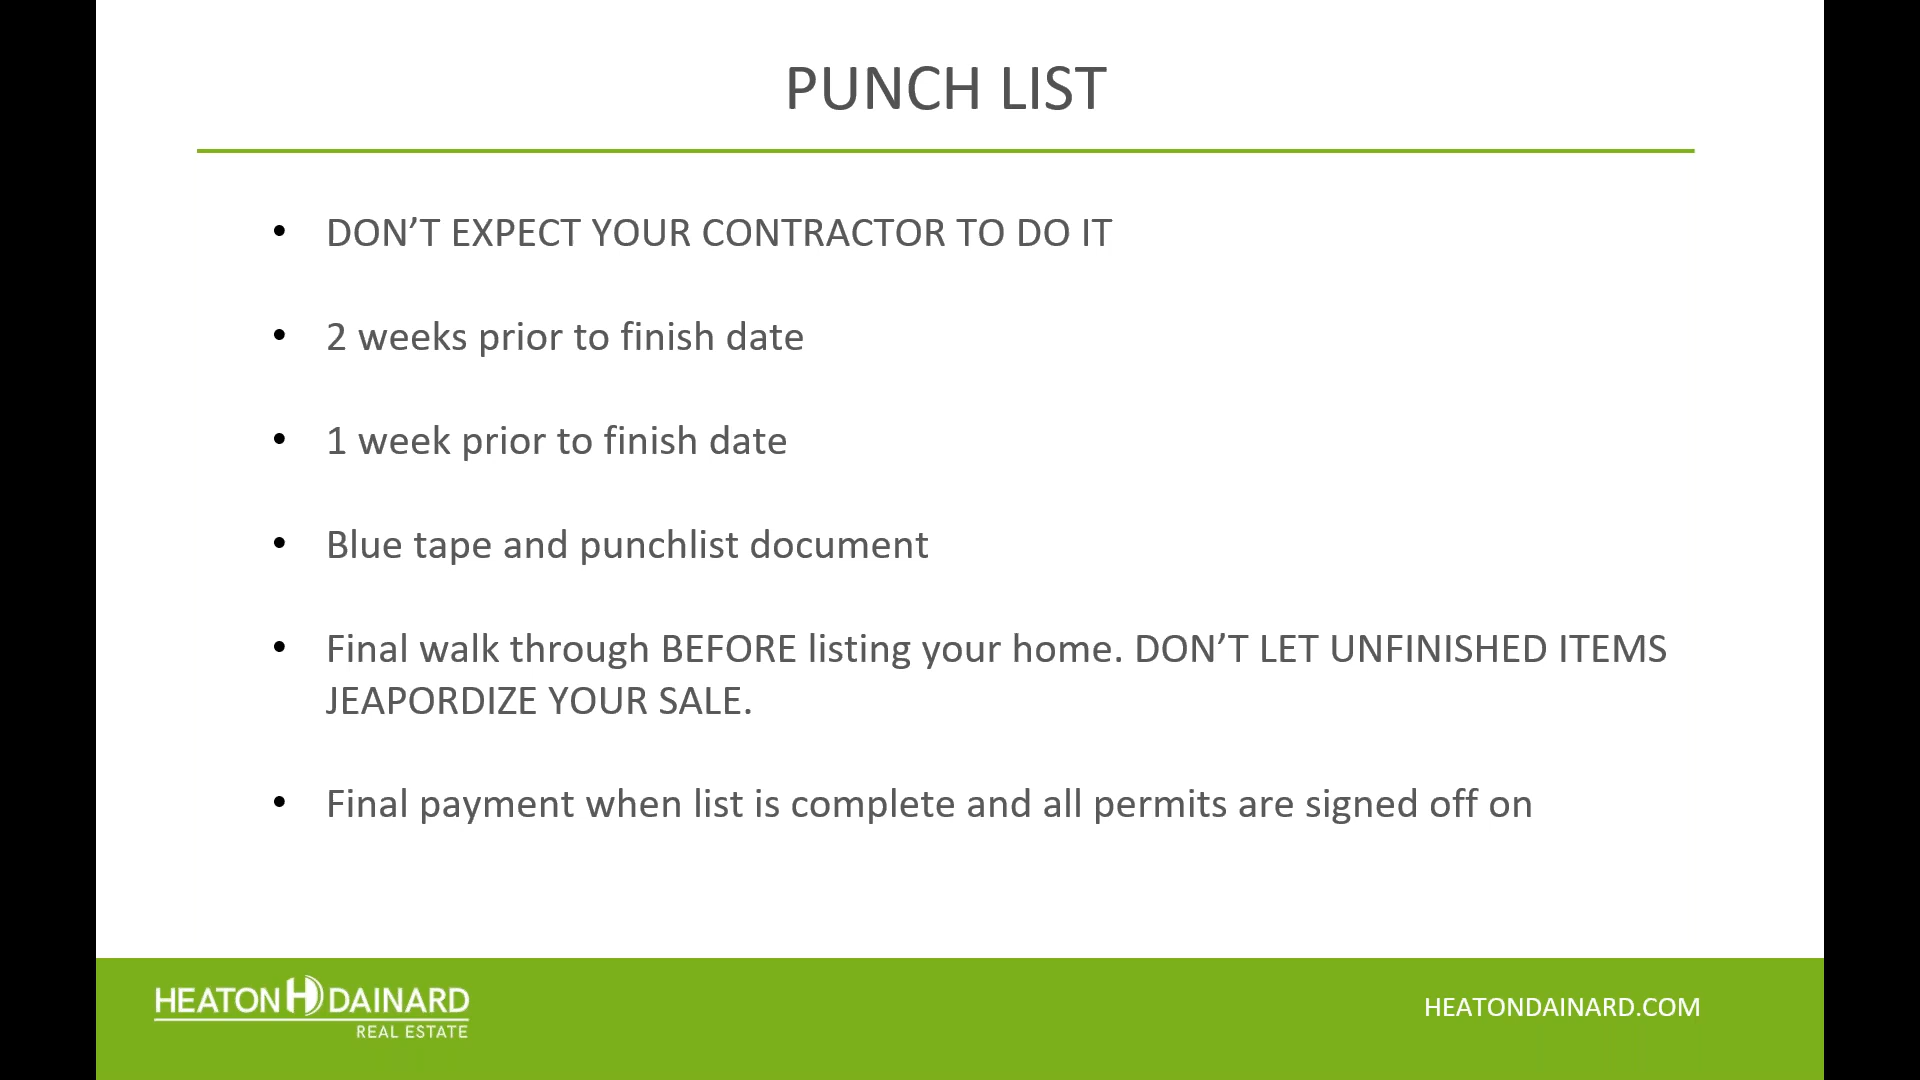 PUNCH LIST
• DON’T EXPECT YOUR CONTRACTOR TO DO IT
• 2 weeks prior to finish date
• 1 week prior to finish date
• Blue tape and punchlist document
• Final walk through BEFORE listing your home. DON’T LET UNFINISHED ITEMS
JEAPORDIZE YOUR SALE.
• Final payment when list is complete and all permits are signed off on
HEATON H DAINARD
REAL ESTATE
HEATONDAINARD.COM